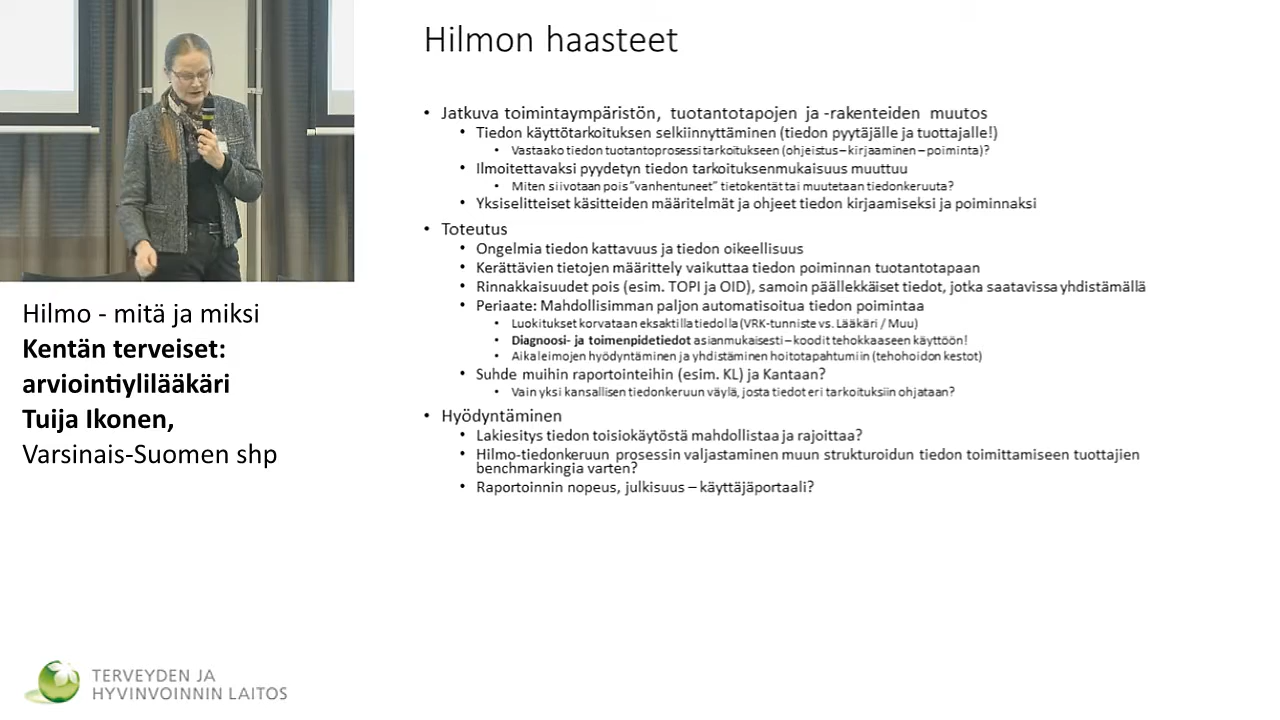 Hilmon haasteet
• Jatkuva toimintaympäristön, tuotantotapojen ja -rakenteiden muutos
• Tiedon käyttötarkoituksen selkiinnyttäminen (tiedon pyytäjälle ja tuottajalle!)
• Vastaako tiedon tuotantoprosessi tarkoitukseen (ohjeistus – kirjaaminen – poiminta)?
• Ilmoitettavaksi pyydetyn tiedon tarkoituksenmukaisuus muuttuu
• Miten siivotaan pois ”vanhentuneet” tietokentät tai muutetaan tiedonkeruuta?
• Yksiselitteiset käsitteiden määritelmät ja ohjeet tiedon kirjaamiseksi ja poiminnaksi
• Toteutus
• Ongelmia tiedon kattavuus ja tiedon oikeellisuus
• Kerättävien tietojen määrittely vaikuttaa tiedon poiminnan tuotantotapaan
• Rinnakkaisuudet pois (esim. TOPI ja OID), samoin päällekkäiset tiedot, jotka saatavissa yhdistämällä
• Periaate: Mahdollisimman paljon automatisoitua tiedon poimintaa
• Luokitukset korvataan eksaktilla tiedolla (VRK-tunniste vs. Lääkäri / Muu)
• Diagnoosi- ja toimenpidetiedot asianmukaisesti – koodit tehokkaaseen käyttöön!
• Aikaleimojen hyödyntäminen ja yhdistäminen hoitotapahtumiin (tehohoidon kestot)
• Suhde muihin raportointeihin (esim. KL) ja Kantaan?
• Vain yksi kansallisen tiedonkeruun väylä, josta tiedot eri tarkoituksiin ohjataan?
• Hyödyntäminen
• Lakiesitys tiedon toisiokäytöstä mahdollistaa ja rajoittaa?
• Hilmo-tiedonkeruun prosessin valjastaminen muun strukturoidun tiedon toimittamiseen tuottajien
benchmarkingia varten?
• Raportoinnin nopeus, julkisuus – käyttäjäportaali?
Hilmo - mitä ja miksi
Kentän terveiset:
arviointiylilääkäri
Tuija Ikonen,
Varsinais-Suomen shp
TERVEYDEN JA
HYVINVOINNIN LAITOS